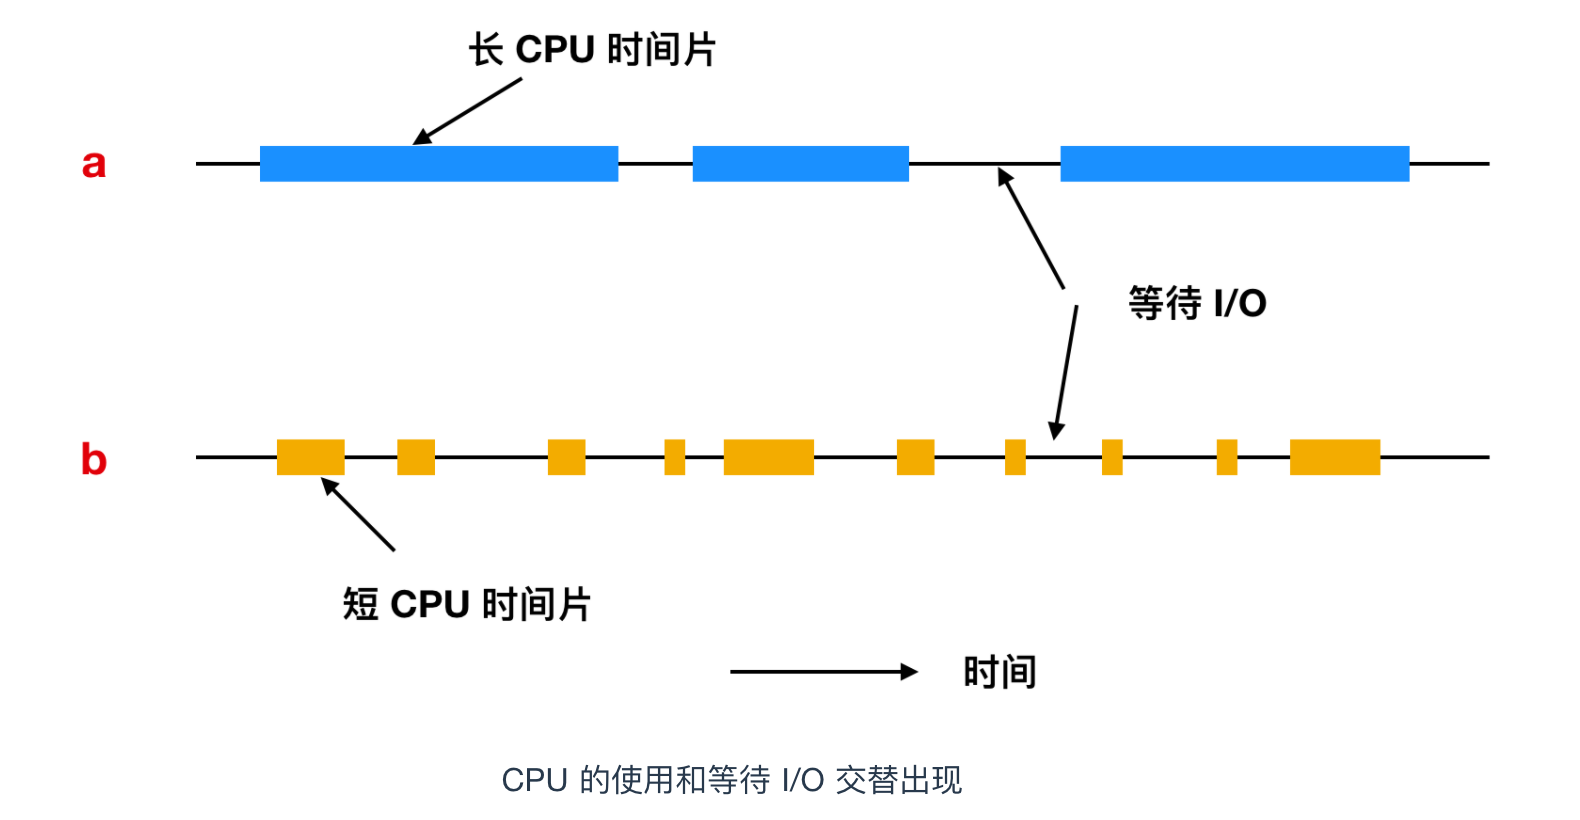 长 CPU 时间片
a
等待 I/O
b
短 CPU 时间片
时间
CPU 的使用和等待 I/O 交替出现